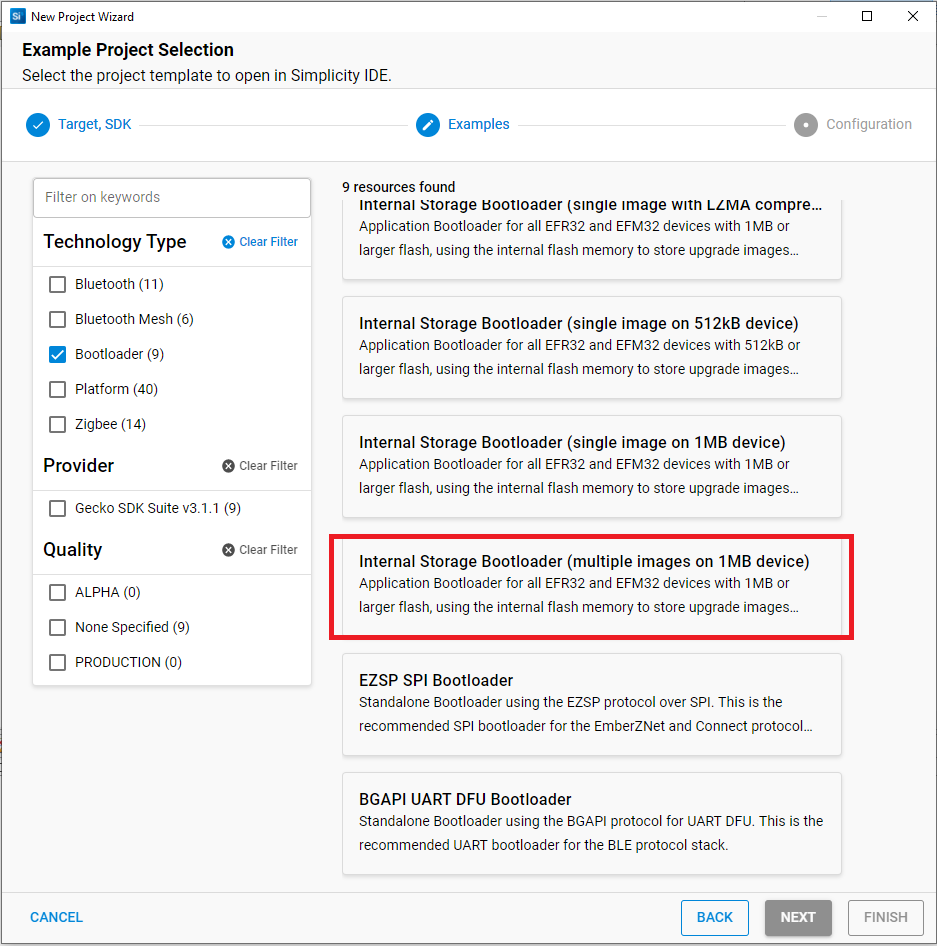 Si New Project Wizard
Example Project Selection
Select the project template to open in Simplicity IDE.
Target, SDK
Examples
Configuration
Filter on keywords
Technology Type
Clear Filter
Bluetooth (11)
Bluetooth Mesh (6)
Bootloader (9)
Platform (40)
Zigbee (14)
Provider
Clear Filter
Gecko SDK Suite v3.1.1 (9)
Quality
Clear Filter
ALPHA (0)
None Specified (9)
PRODUCTION (0)
9 resources found
Internal Storage Bootloader (single image with LZMA compre...
Application Bootloader for all EFR32 and EFM32 devices with 1MB or
larger flash, using the internal flash memory to store upgrade images...
Internal Storage Bootloader (single image on 512kB device)
Application Bootloader for all EFR32 and EFM32 devices with 512kB or
larger flash, using the internal flash memory to store upgrade images...
Internal Storage Bootloader (single image on 1MB device)
Application Bootloader for all EFR32 and EFM32 devices with 1MB or
larger flash, using the internal flash memory to store upgrade images...
Internal Storage Bootloader (multiple images on 1MB device)
Application Bootloader for all EFR32 and EFM32 devices with 1MB or
larger flash, using the internal flash memory to store upgrade images...
EZSP SPI Bootloader
Standalone Bootloader using the EZSP protocol over SPI. This is the
recommended SPI bootloader for the EmberZNet and Connect protocol...
BGAPI UART DFU Bootloader
Standalone Bootloader using the BGAPI protocol for UART DFU. This is the
recommended UART bootloader for the BLE protocol stack.
CANCEL
BACK
NEXT
FINISH